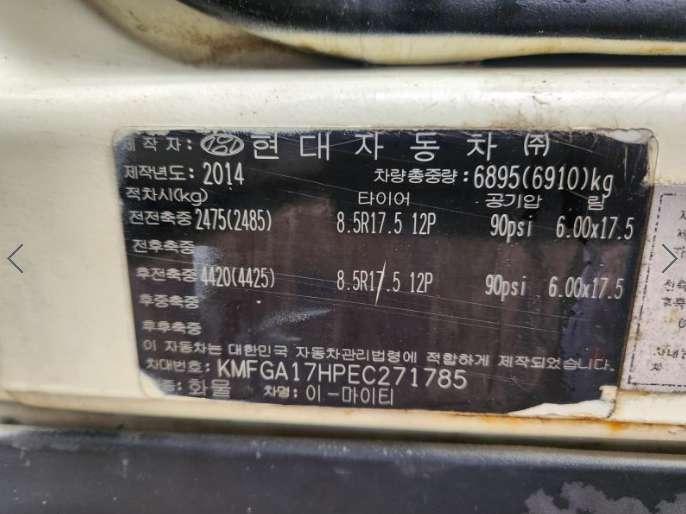 제작자: 현대자동차 ㈜
제작년도: 2014 차량총중량: 6895(6910)kg
적차시(kg) 타이어 공기압 람
전전축중 2475(2485) 8.5R17.5 12P 90psi 6.00x17.5
전후축중
후전축중 4420(4425) 8.5R17.5 12P 90psi 6.00x17.5
후중축중
후후축중
이 자동차는 대한민국 자동차관리법령에 적합하게 제작되었습니다.
차대번호: KMFGA17HPEC271785
종: 화물 차명: 이-마이티